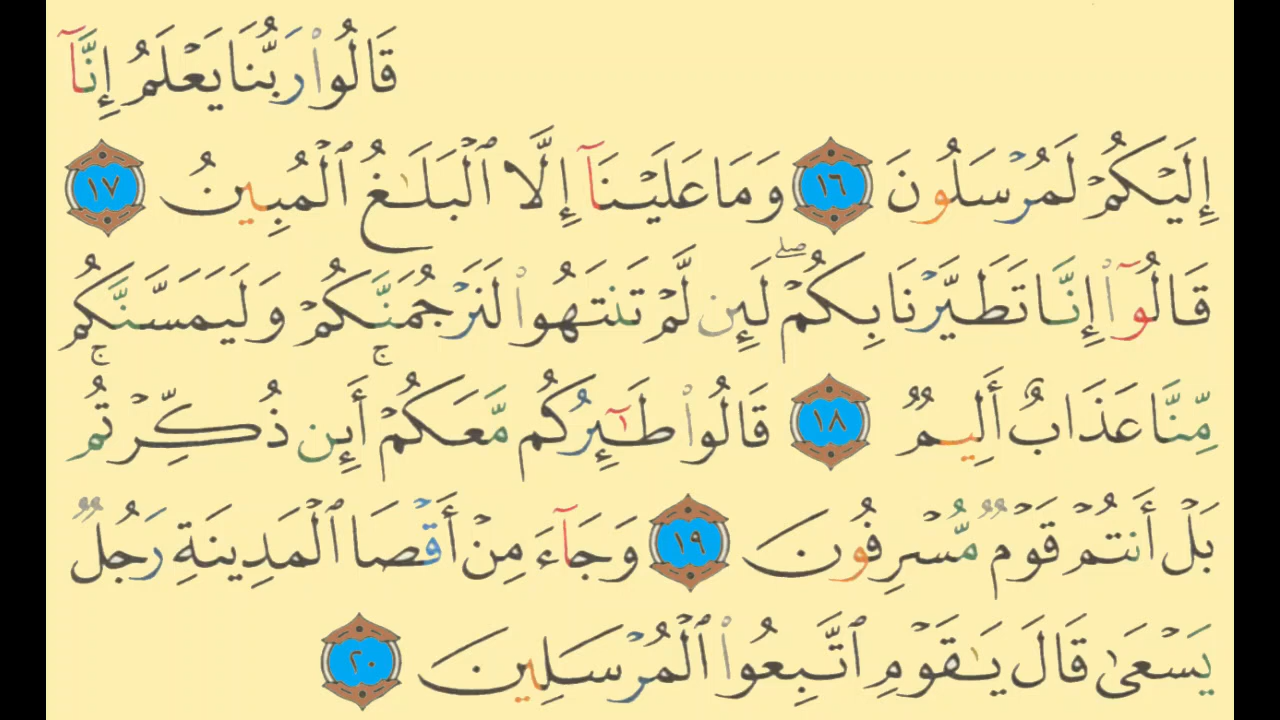 قَالُوا۟ رَبُّنَا يَعْلَمُ إِنَّآ
إِلَيْكُمْ لَمُرْسَلُونَ ١٦ وَمَا عَلَيْنَآ إِلَّا ٱلْبَلَٰغُ ٱلْمُبِينُ ١٧
قَالُوٓا۟ إِنَّا تَطَيَّرْنَا بِكُمْ ۖ لَئِن لَّمْ تَنتَهُوا۟ لَنَرْجُمَنَّكُمْ وَلَيَمَسَّنَّكُم
مِّنَّا عَذَابٌ أَلِيمٌ ١٨ قَالُوا۟ طَٰٓئِرُكُم مَّعَكُمْ ۚ أَئِن ذُكِّرْتُم ۚ
بَلْ أَنتُمْ قَوْمٌ مُّسْرِفُونَ ١٩ وَجَآءَ مِنْ أَقْصَا ٱلْمَدِينَةِ رَجُلٌ
يَسْعَىٰ قَالَ يَٰقَوْمِ ٱتَّبِعُوا۟ ٱلْمُرْسَلِينَ ٢٠